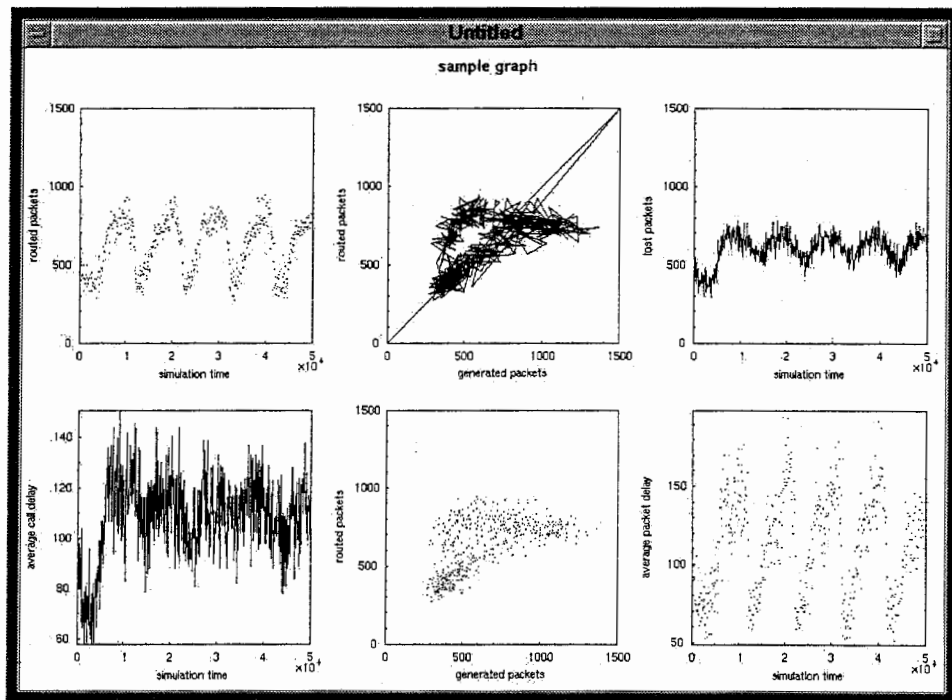 Untitled
sample graph
1500
1000
500
0
routed packets
0 1 2 3 4 5
×10⁴
simulation time
1500
1000
500
0
routed packets
0 500 1000 1500
generated packets
1500
1000
500
0
lost packets
0 1 2 3 4 5
×10⁴
simulation time
140
120
100
80
60
average call delay
0 1 2 3 4 5
×10⁴
simulation time
1500
1000
500
0
routed packets
0 500 1000 1500
generated packets
150
100
50
average packet delay
0 1 2 3 4 5
×10⁴
simulation time